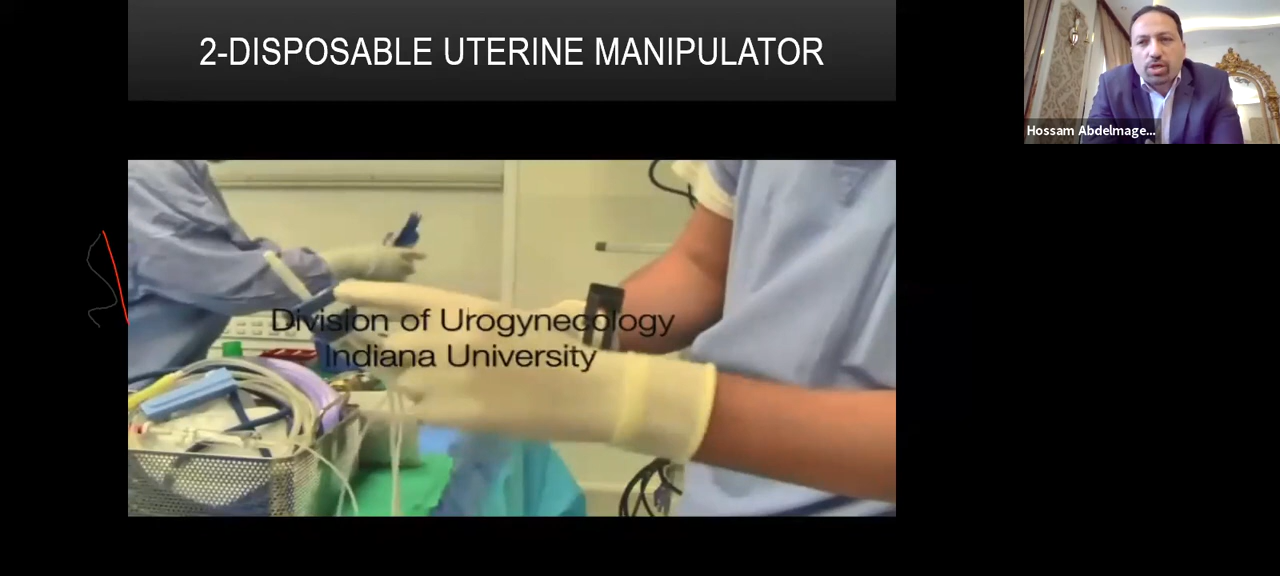 2-DISPOSABLE UTERINE MANIPULATOR
Hossam Abdelmage...
Division of Urogynecology
Indiana University